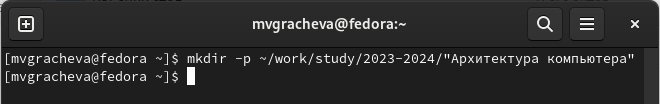 mvgracheva@fedora:~
[mvgracheva@fedora ~]$ mkdir -p ~/work/study/2023-2024/"Архитектура компьютера"
[mvgracheva@fedora ~]$